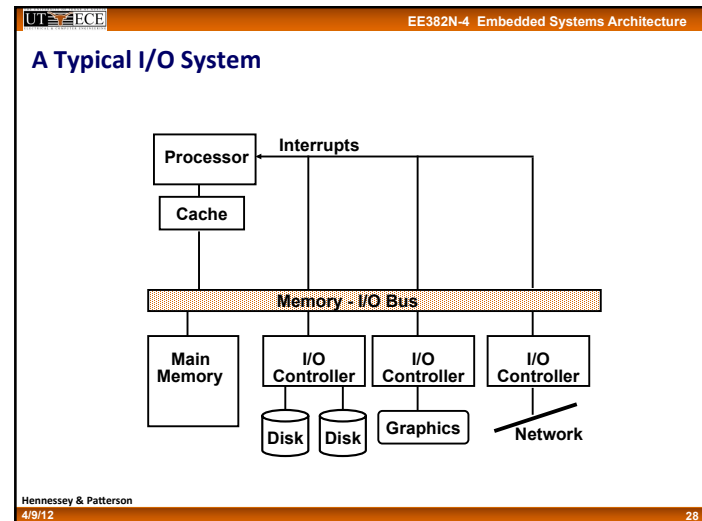 UT ECE
EE382N-4 Embedded Systems Architecture
A Typical I/O System
Interrupts
Processor
Cache
Memory - I/O Bus
Main
Memory
I/O
Controller
I/O
Controller
I/O
Controller
Disk
Disk
Graphics
Network
Hennessey & Patterson
4/9/12
28